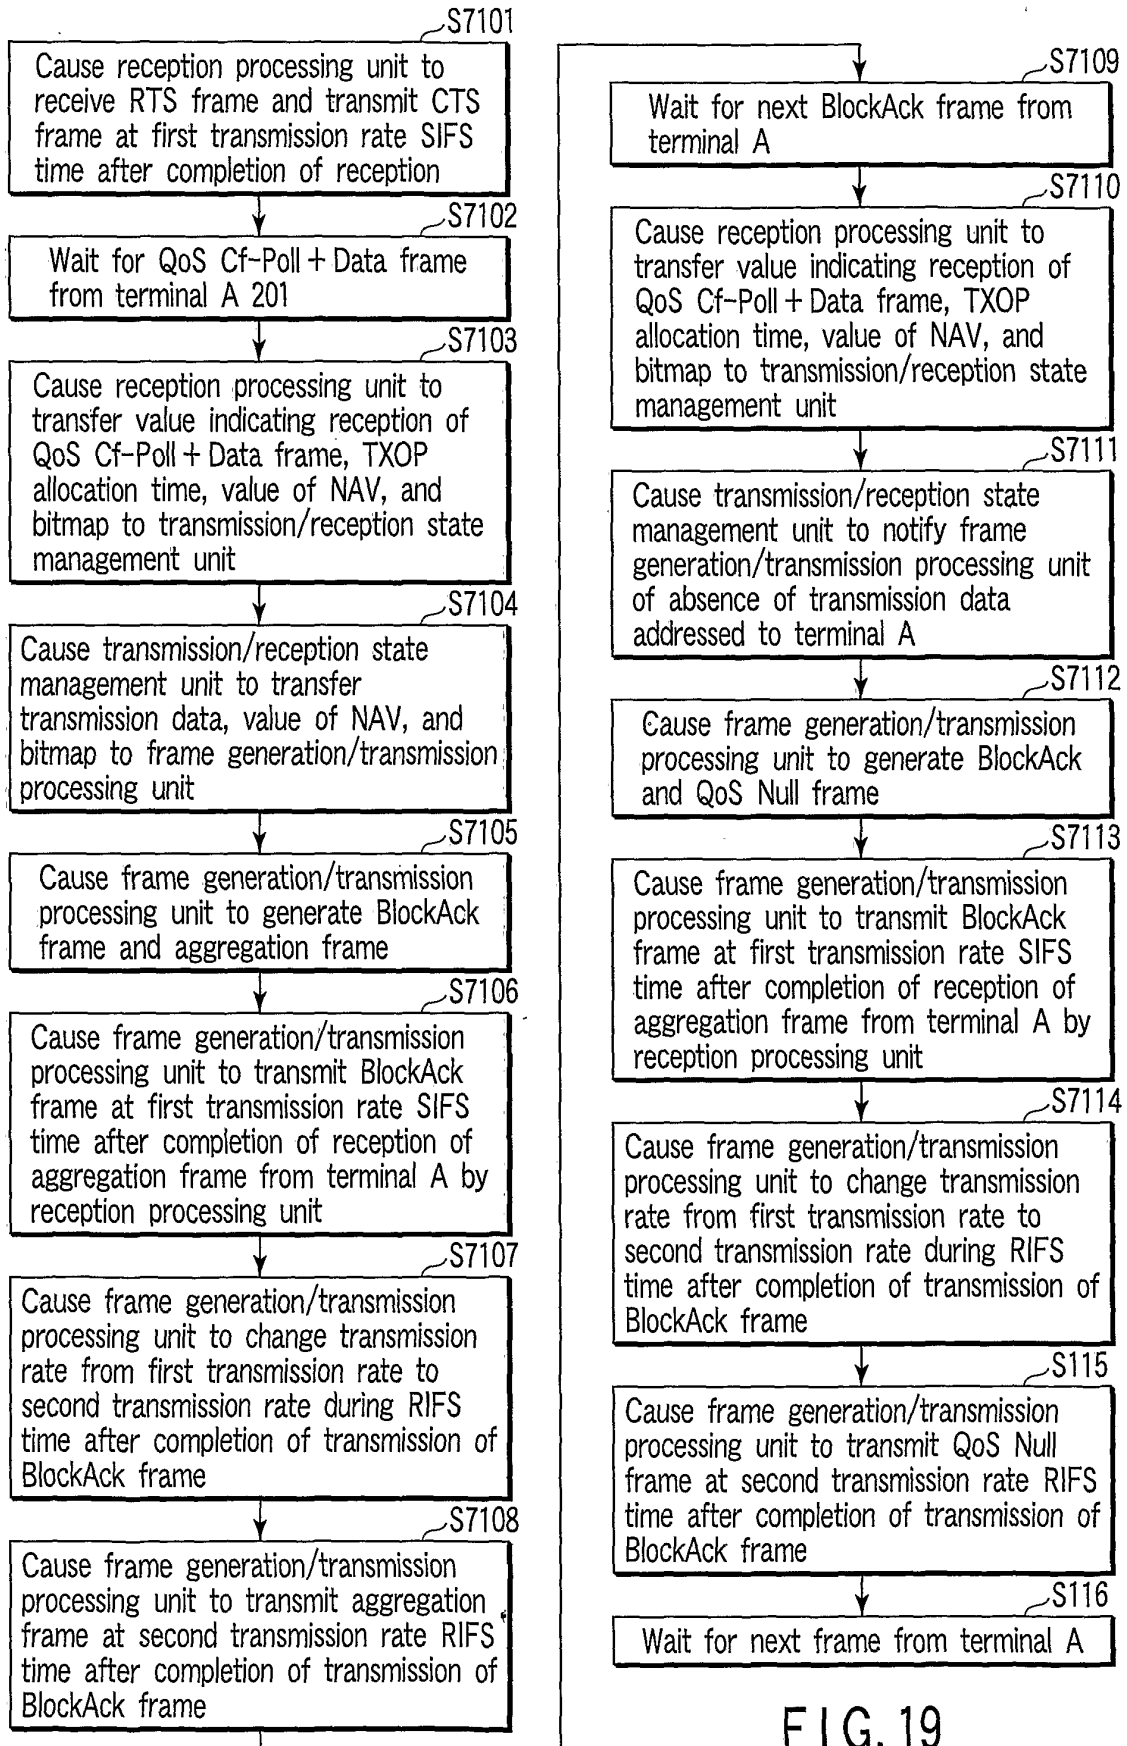 S7101
Cause reception processing unit to
receive RTS frame and transmit CTS
frame at first transmission rate SIFS
time after completion of reception
S7102
Wait for QoS Cf-Poll + Data frame
from terminal A 201
S7103
Cause reception processing unit to
transfer value indicating reception of
QoS Cf-Poll + Data frame, TXOP
allocation time, value of NAV, and
bitmap to transmission/reception state
management unit
S7104
Cause transmission/reception state
management unit to transfer
transmission data, value of NAV, and
bitmap to frame generation/transmission
processing unit
S7105
Cause frame generation/transmission
processing unit to generate BlockAck
frame and aggregation frame
S7106
Cause frame generation/transmission
processing unit to transmit BlockAck
frame at first transmission rate SIFS
time after completion of reception of
aggregation frame from terminal A by
reception processing unit
S7107
Cause frame generation/transmission
processing unit to change transmission
rate from first transmission rate to
second transmission rate during RIFS
time after completion of transmission of
BlockAck frame
S7108
Cause frame generation/transmission
processing unit to transmit aggregation
frame at second transmission rate RIFS
time after completion of transmission of
BlockAck frame
S7109
Wait for next BlockAck frame from
terminal A
S7110
Cause reception processing unit to
transfer value indicating reception of
QoS Cf-Poll + Data frame, TXOP
allocation time, value of NAV, and
bitmap to transmission/reception state
management unit
S7111
Cause transmission/reception state
management unit to notify frame
generation/transmission processing unit
of absence of transmission data
addressed to terminal A
S7112
Cause frame generation/transmission
processing unit to generate BlockAck
and QoS Null frame
S7113
Cause frame generation/transmission
processing unit to transmit BlockAck
frame at first transmission rate SIFS
time after completion of reception of
aggregation frame from terminal A by
reception processing unit
S7114
Cause frame generation/transmission
processing unit to change transmission
rate from first transmission rate to
second transmission rate during RIFS
time after completion of transmission of
BlockAck frame
S115
Cause frame generation/transmission
processing unit to transmit QoS Null
frame at second transmission rate RIFS
time after completion of transmission of
BlockAck frame
S116
Wait for next frame from terminal A
FIG. 19